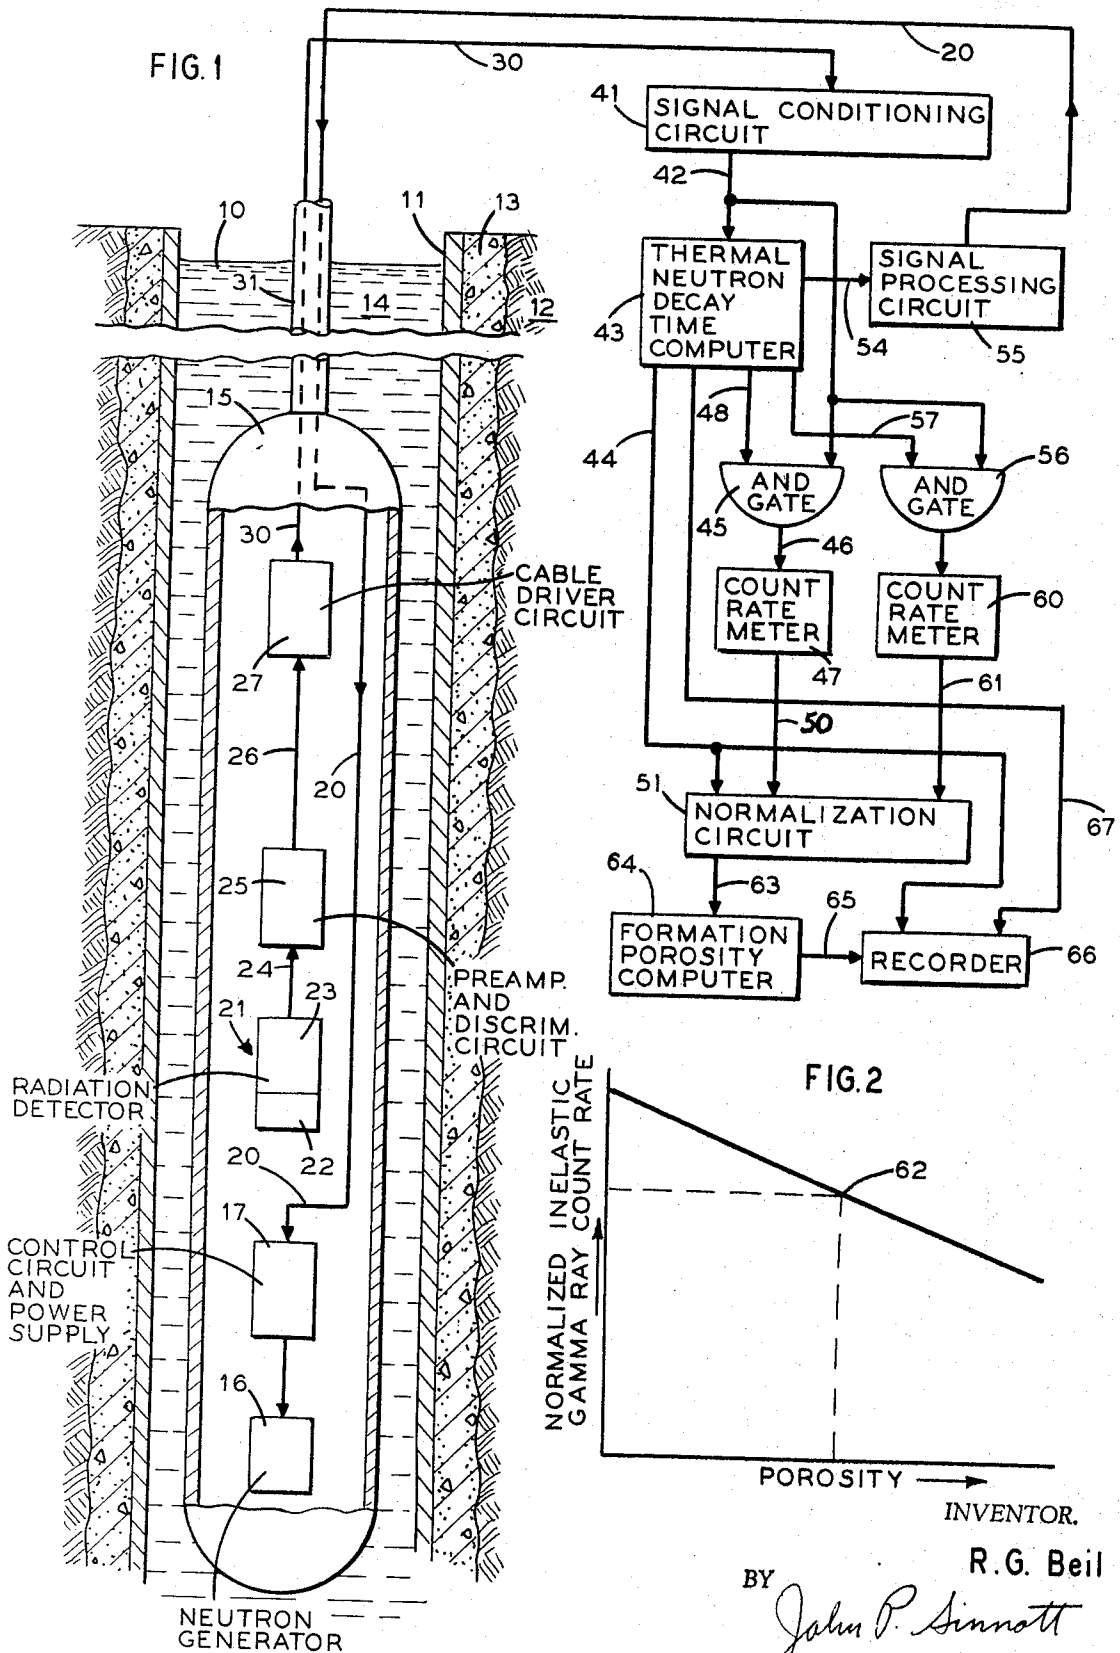 FIG. 1
30
20
41
SIGNAL CONDITIONING
CIRCUIT
42
10
11
13
31
14
12
43
THERMAL
NEUTRON
DECAY
TIME
COMPUTER
SIGNAL
PROCESSING
CIRCUIT
54
55
15
44
48
57
56
AND
GATE
45
AND
GATE
46
30
CABLE
DRIVER
CIRCUIT
27
COUNT
RATE
METER
47
COUNT
RATE
METER
60
61
26
20
50
51
NORMALIZATION
CIRCUIT
67
25
64
63
FORMATION
POROSITY
COMPUTER
65
RECORDER
66
24
PREAMP.
AND
DISCRIM.
CIRCUIT
23
21
RADIATION
DETECTOR
22
20
17
CONTROL
CIRCUIT
AND
POWER
SUPPLY
16
NEUTRON
GENERATOR
FIG. 2
NORMALIZED INELASTIC
GAMMA RAY COUNT RATE
62
POROSITY
INVENTOR.
R.G. Beil
BY
John P. Sinnott